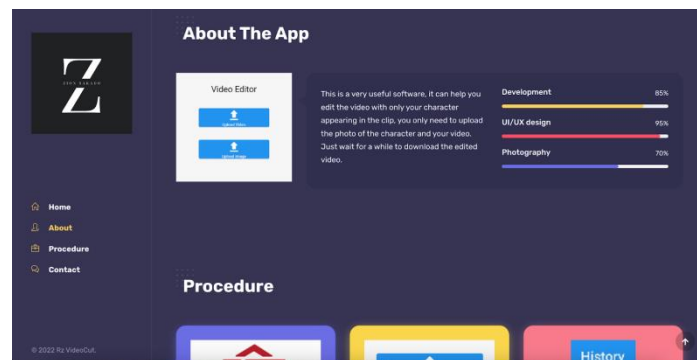 Z
ZION TAKATO
Home
About
Procedure
Contact
© 2022 Rz VideoCut.
About The App
Video Editor
Upload Video
Upload Image
This is a very useful software, it can help you
edit the video with only your character
appearing in the clip, you only need to upload
the photo of the character and your video.
Just wait for a while to download the edited
video.
Development 85%
UI/UX design 95%
Photography 70%
Procedure
History